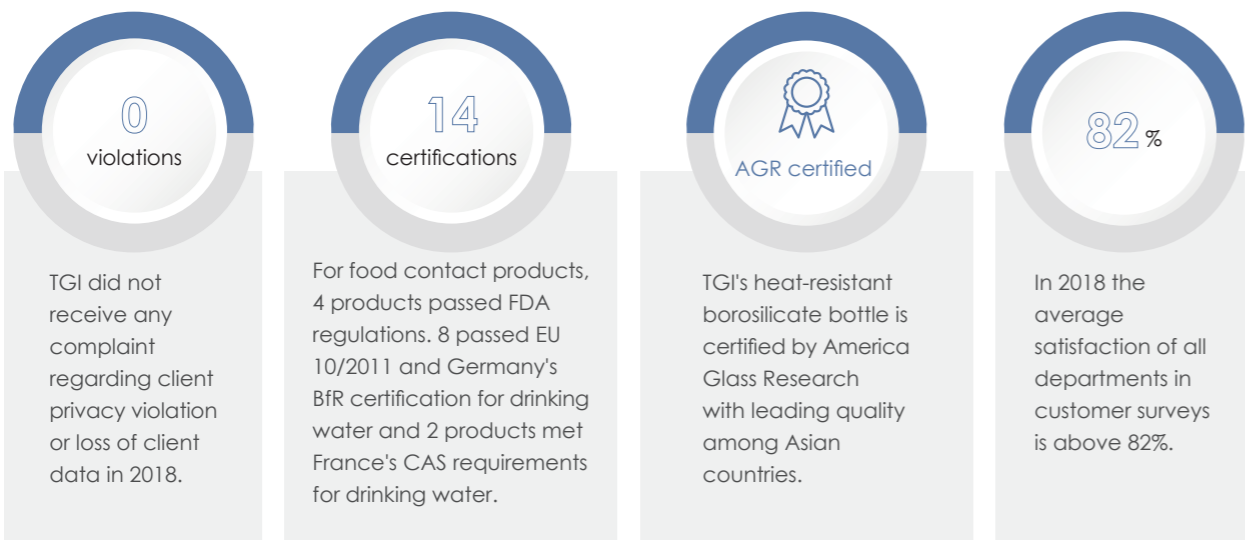 0
violations
TGI did not
receive any
complaint
regarding client
privacy violation
or loss of client
data in 2018.
14
certifications
For food contact products,
4 products passed FDA
regulations. 8 passed EU
10/2011 and Germany's
BfR certification for drinking
water and 2 products met
France's CAS requirements
for drinking water.
AGR certified
TGI's heat-resistant
borosilicate bottle is
certified by America
Glass Research
with leading quality
among Asian
countries.
82 %
In 2018 the
average
satisfaction of all
departments in
customer surveys
is above 82%.